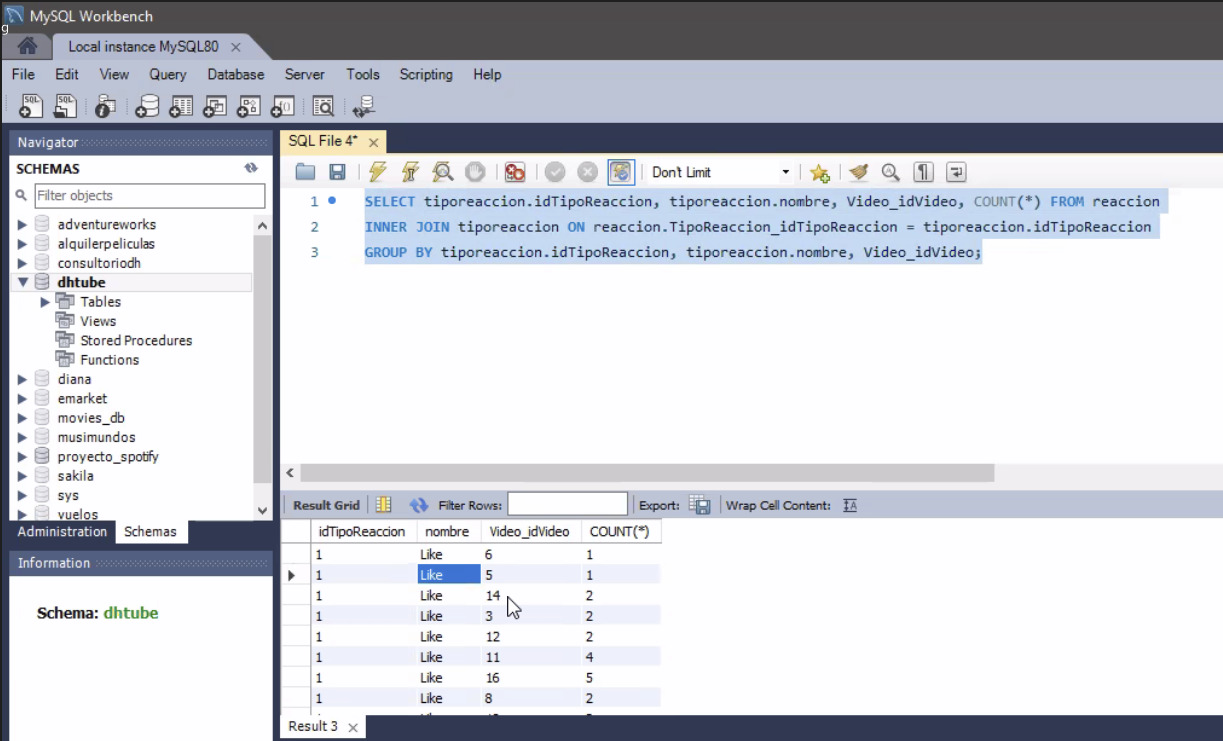 MySQL Workbench
g
Local instance MySQL80 ×
File Edit View Query Database Server Tools Scripting Help
Navigator
SCHEMAS
Filter objects
adventureworks
alquilerpeliculas
consultoriodh
dhtube
Tables
Views
Stored Procedures
Functions
diana
emarket
movies_db
musimundos
proyecto_spotify
sakila
sys
vuelos
Administration Schemas
Information
Schema: dhtube
SQL File 4* ×
Don't Limit
1 SELECT tiporeaccion.idTipoReaccion, tiporeaccion.nombre, Video_idVideo, COUNT(*) FROM reaccion
2 INNER JOIN tiporeaccion ON reaccion.TipoReaccion_idTipoReaccion = tiporeaccion.idTipoReaccion
3 GROUP BY tiporeaccion.idTipoReaccion, tiporeaccion.nombre, Video_idVideo;
Result Grid Filter Rows: Export: Wrap Cell Content:
idTipoReaccion nombre Video_idVideo COUNT(*)
1 Like 6 1
1 Like 5 1
1 Like 14 2
1 Like 3 2
1 Like 12 2
1 Like 11 4
1 Like 16 5
1 Like 8 2
Result 3 ×